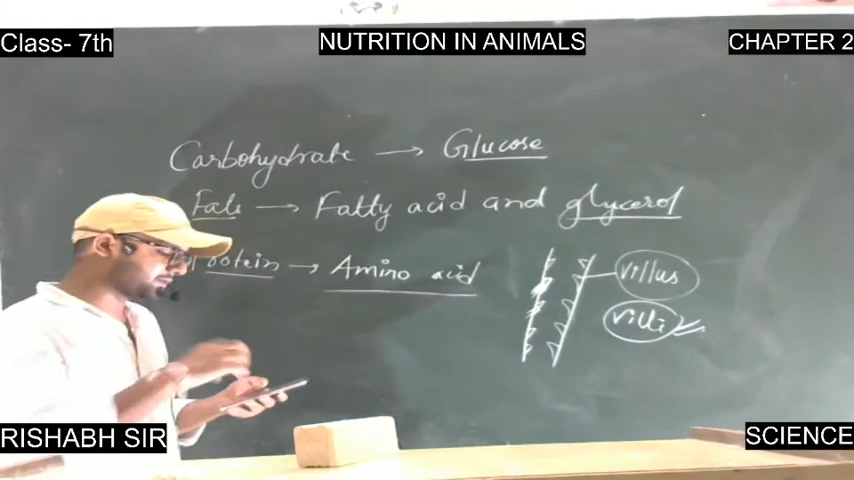 Class- 7th
NUTRITION IN ANIMALS
CHAPTER 2
Carbohydrate → Glucose
Fats → Fatty acid and glycerol
Protein → Amino acid
villus
villi
RISHABH SIR
SCIENCE